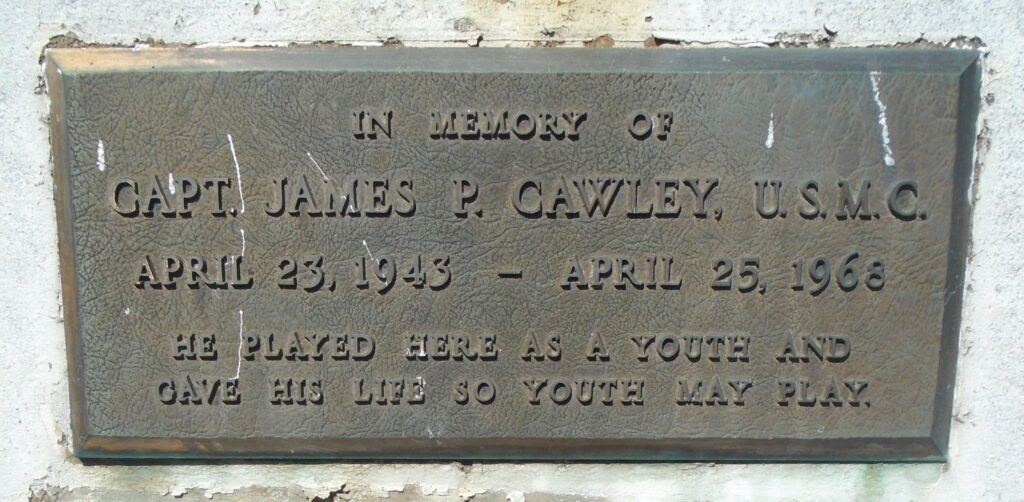 IN MEMORY OF
CAPT. JAMES P. CAWLEY, U.S.M.C.
APRIL 23, 1943 – APRIL 25, 1968
HE PLAYED HERE AS A YOUTH AND
GAVE HIS LIFE SO YOUTH MAY PLAY.